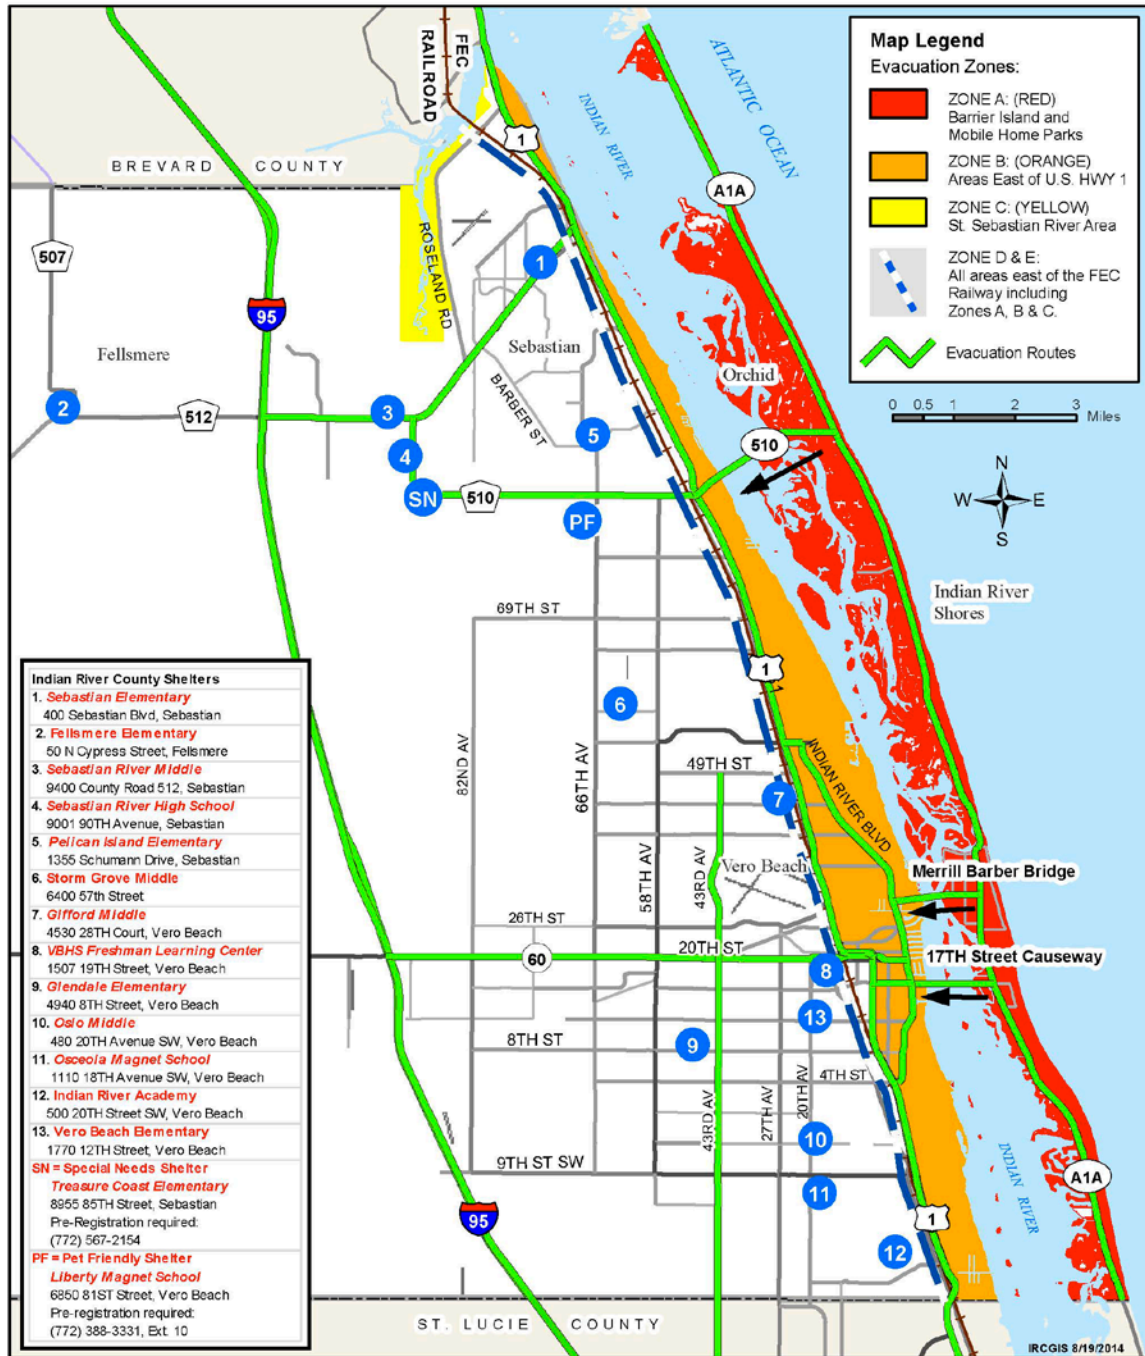 FEC
RAILROAD
BREVARD COUNTY
507
95
Fellsmere
2
512
3
4
SN
510
ROSELAND RD
1
1
Sebastian
BARBER ST
5
PF
INDIAN RIVER
ATLANTIC OCEAN
A1A
Orchid
510
Indian River
Shores
Map Legend
Evacuation Zones:
ZONE A: (RED)
Barrier Island and
Mobile Home Parks
ZONE B: (ORANGE)
Areas East of U.S. HWY 1
ZONE C: (YELLOW)
St. Sebastian River Area
ZONE D & E:
All areas east of the FEC
Railway including
Zones A, B & C.
Evacuation Routes
0 0.5 1 2 3 Miles
N
W E
S
69TH ST
1
6
82ND AV
66TH AV
49TH ST
7
INDIAN RIVER BLVD
58TH AV
43RD AV
Vero Beach
Merrill Barber Bridge
26TH ST
60
20TH ST
8
17TH Street Causeway
13
8TH ST
9
4TH ST
43RD AV
27TH AV
20TH AV
10
9TH ST SW
11
95
1
12
A1A
INDIAN RIVER
ST. LUCIE COUNTY
IRCGIS 8/19/2014
Indian River County Shelters
1. Sebastian Elementary
400 Sebastian Blvd, Sebastian
2. Fellsmere Elementary
50 N Cypress Street, Fellsmere
3. Sebastian River Middle
9400 County Road 512, Sebastian
4. Sebastian River High School
9001 90TH Avenue, Sebastian
5. Pelican Island Elementary
1355 Schumann Drive, Sebastian
6. Storm Grove Middle
6400 57th Street
7. Gifford Middle
4530 28TH Court, Vero Beach
8. VBHS Freshman Learning Center
1507 19TH Street, Vero Beach
9. Glendale Elementary
4940 8TH Street, Vero Beach
10. Oslo Middle
480 20TH Avenue SW, Vero Beach
11. Osceola Magnet School
1110 18TH Avenue SW, Vero Beach
12. Indian River Academy
500 20TH Street SW, Vero Beach
13. Vero Beach Elementary
1770 12TH Street, Vero Beach
SN = Special Needs Shelter
Treasure Coast Elementary
8955 85TH Street, Sebastian
Pre-Registration required:
(772) 567-2154
PF = Pet Friendly Shelter
Liberty Magnet School
6850 81ST Street, Vero Beach
Pre-registration required:
(772) 388-3331, Ext. 10